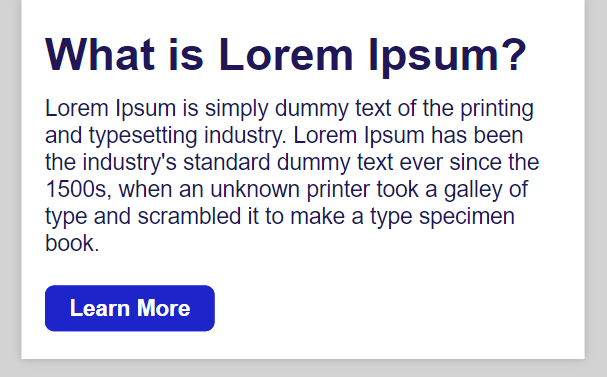 What is Lorem Ipsum?
Lorem Ipsum is simply dummy text of the printing
and typesetting industry. Lorem Ipsum has been
the industry's standard dummy text ever since the
1500s, when an unknown printer took a galley of
type and scrambled it to make a type specimen
book.
Learn More